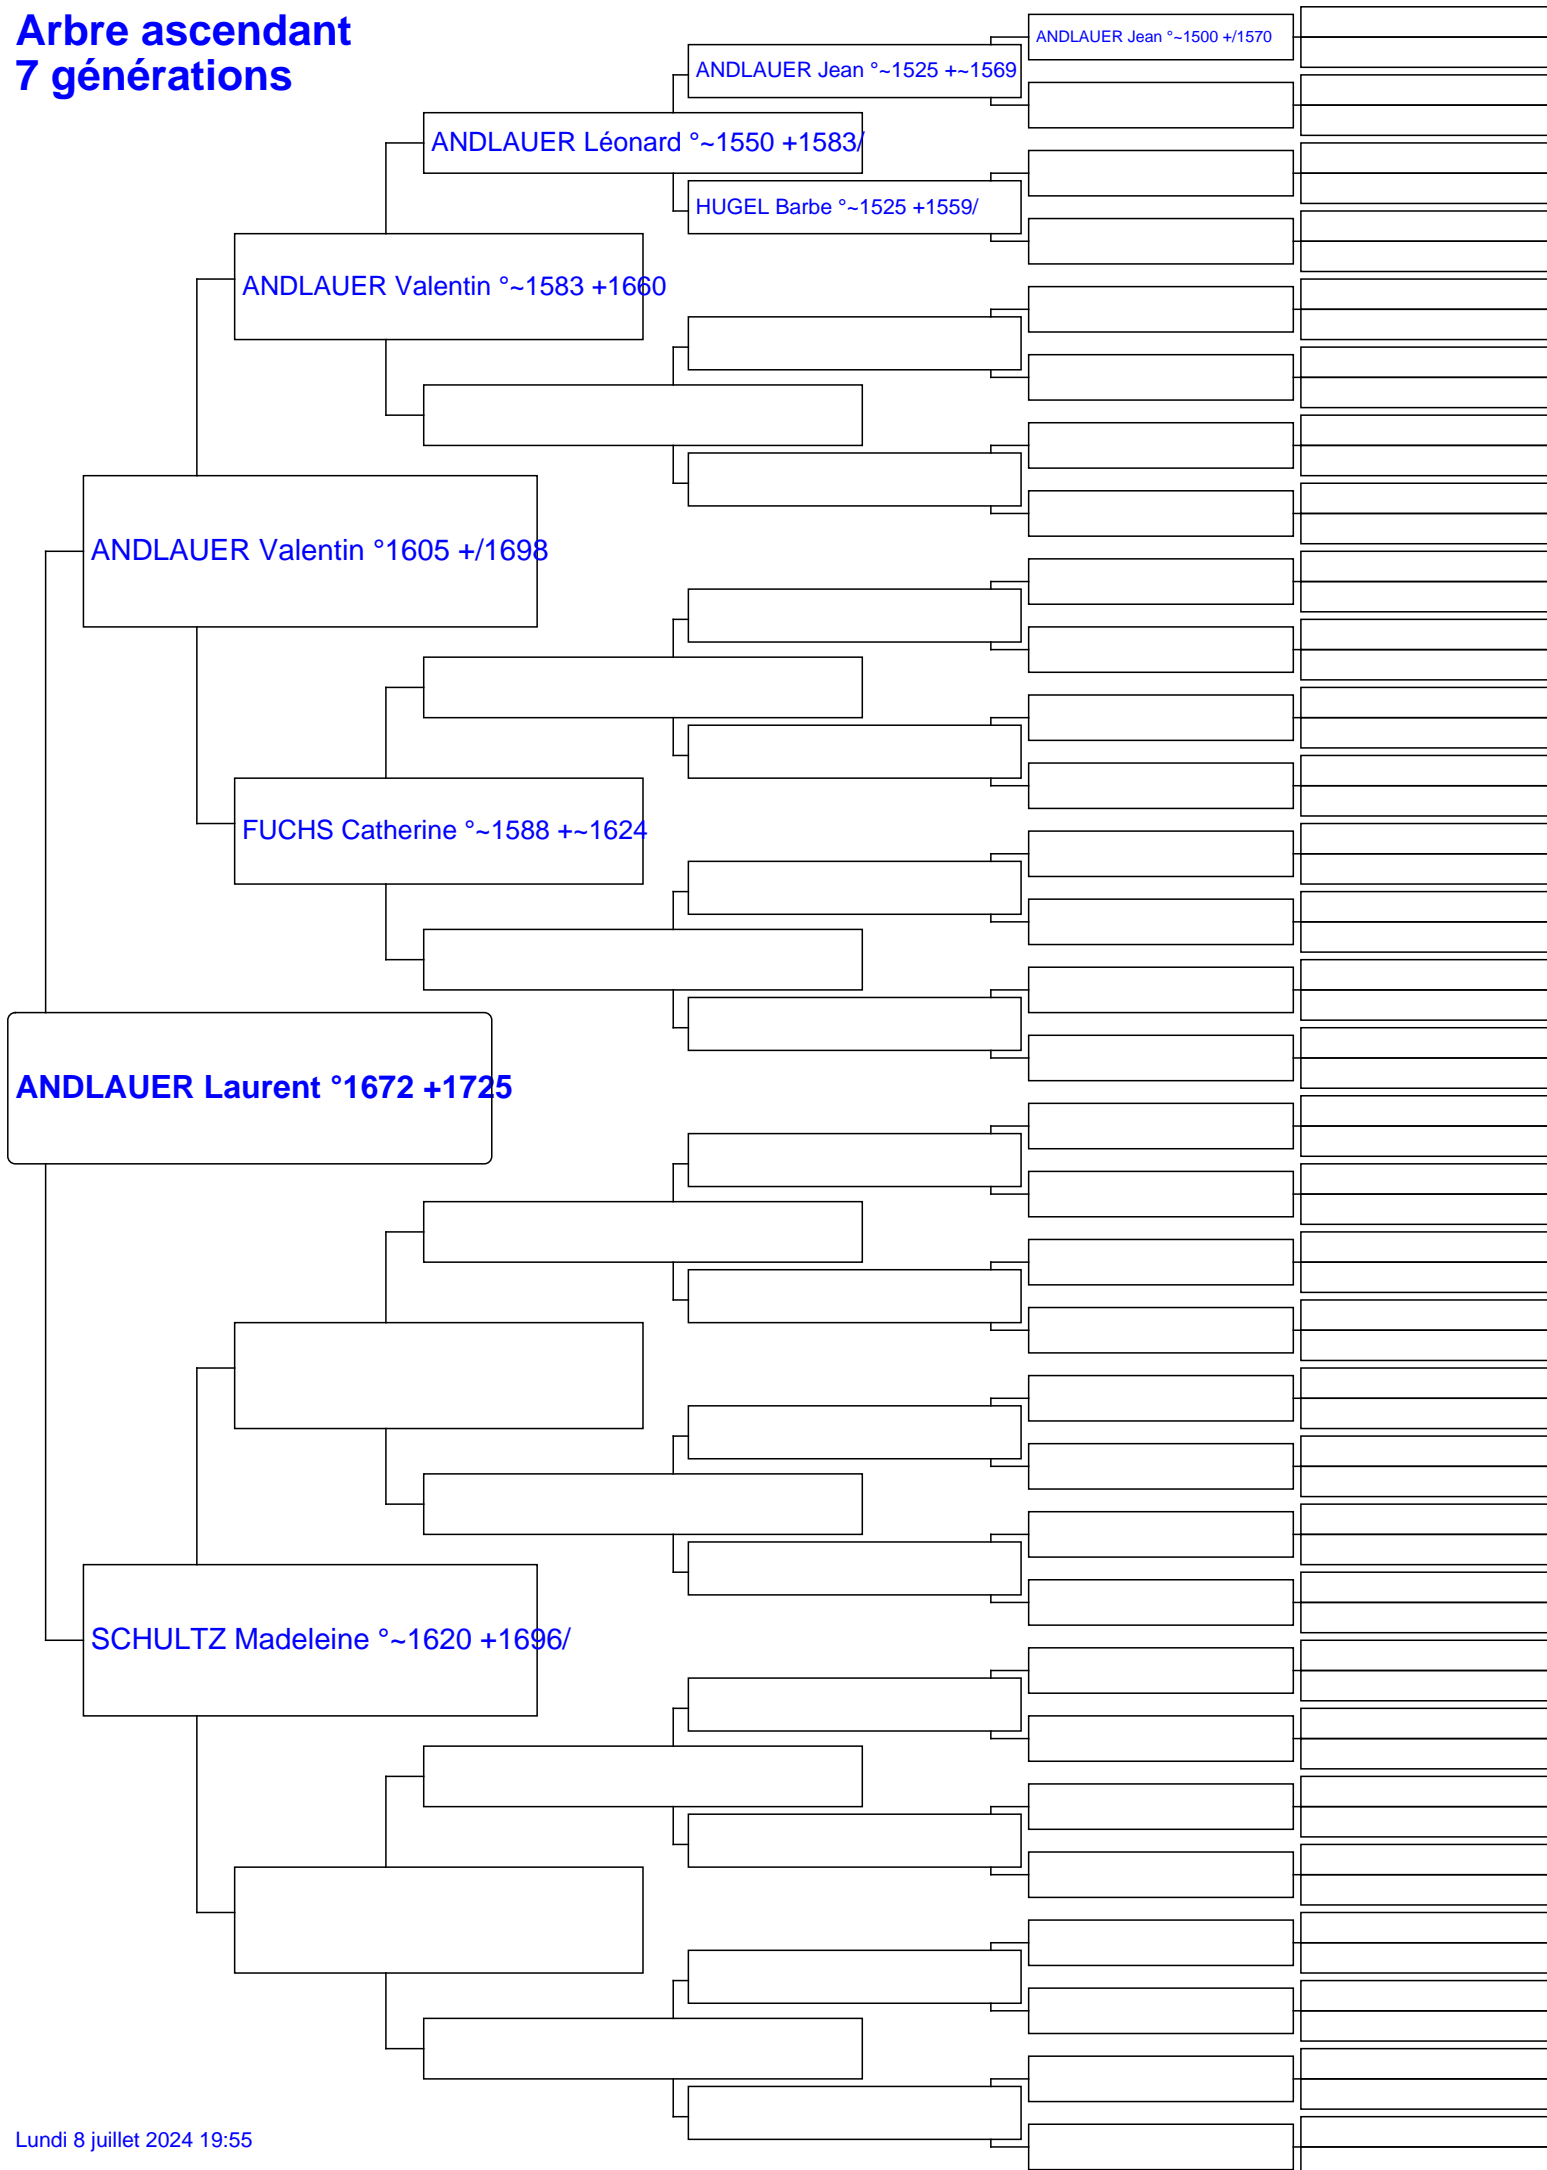 Arbre ascendant
7 générations
ANDLAUER Jean °~1500 +/1570
ANDLAUER Jean °~1525 +~1569
ANDLAUER Léonard °~1550 +1583/
HUGEL Barbe °~1525 +1559/
ANDLAUER Valentin °~1583 +1660
ANDLAUER Valentin °1605 +/1698
FUCHS Catherine °~1588 +~1624
ANDLAUER Laurent °1672 +1725
SCHULTZ Madeleine °~1620 +1696/
Lundi 8 juillet 2024 19:55